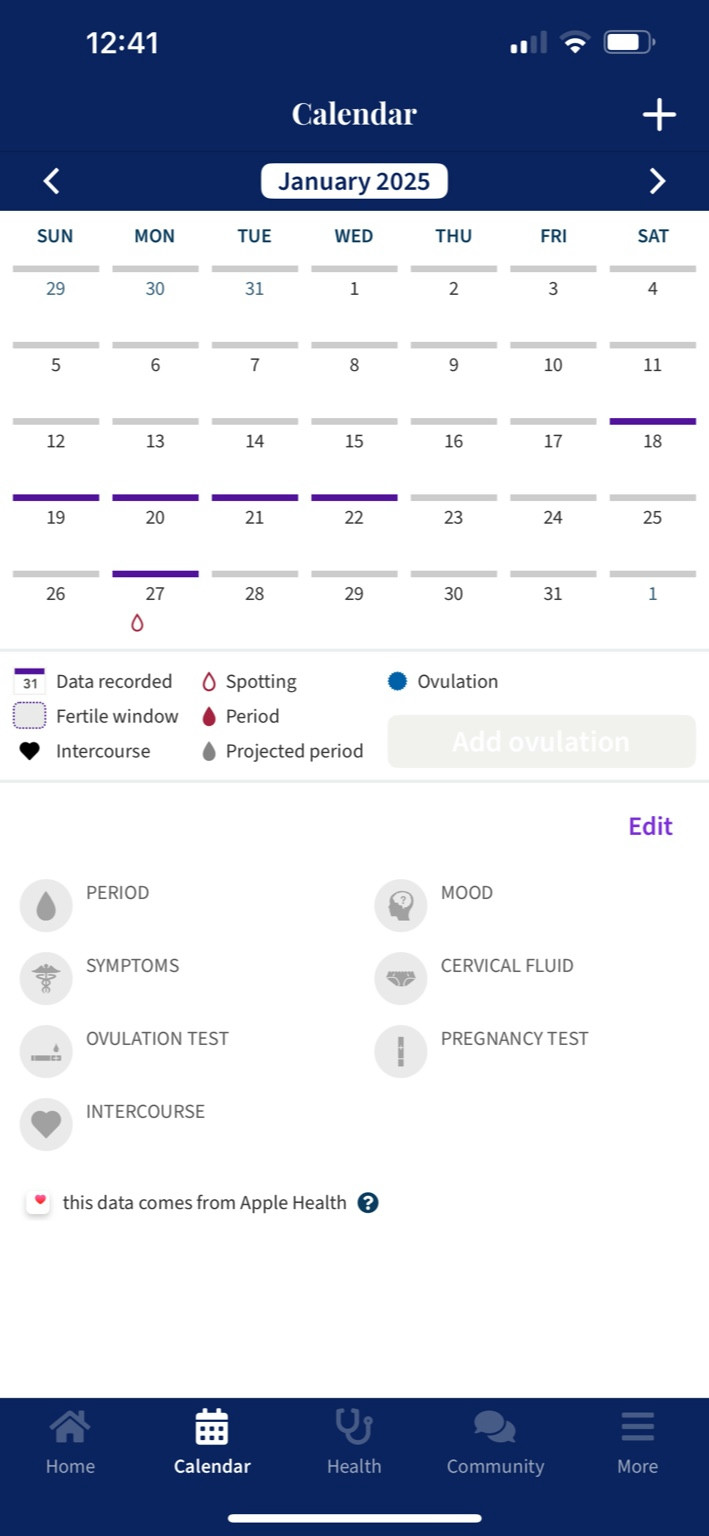 12:41
Calendar
January 2025
SUN MON TUE WED THU FRI SAT
29 30 31 1 2 3 4
5 6 7 8 9 10 11
12 13 14 15 16 17 18
19 20 21 22 23 24 25
26 27 28 29 30 31 1
31 Data recorded Spotting Ovulation
Fertile window Period
Add ovulation
Intercourse Projected period
Edit
PERIOD MOOD
SYMPTOMS CERVICAL FLUID
OVULATION TEST PREGNANCY TEST
INTERCOURSE
this data comes from Apple Health ?
Home Calendar Health Community More